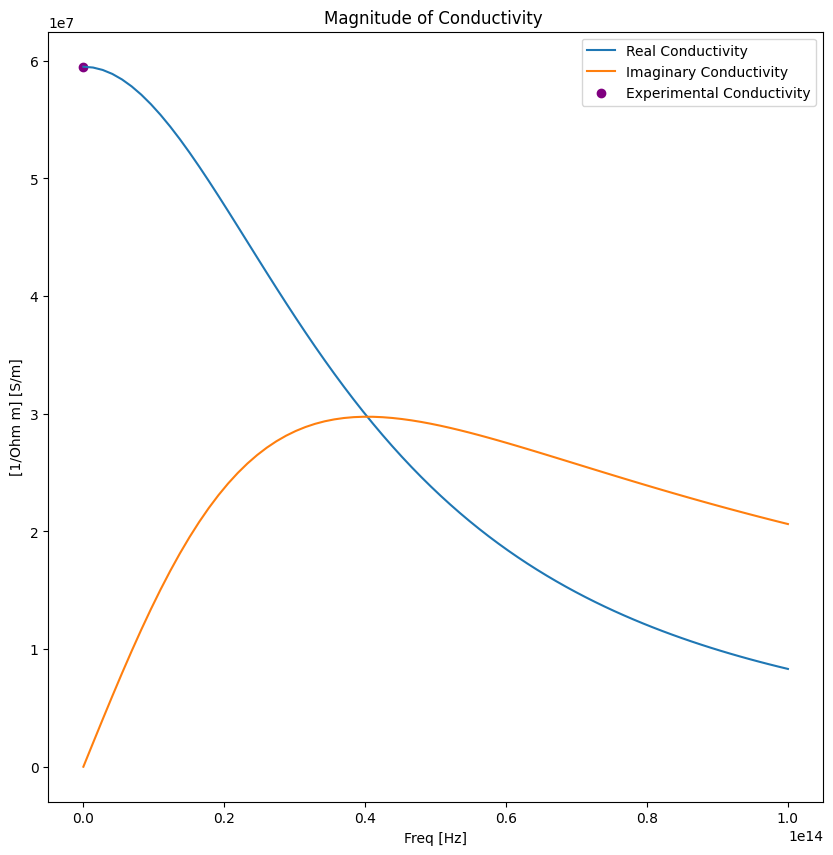 Magnitude of Conductivity
1e7
Real Conductivity
Imaginary Conductivity
Experimental Conductivity
6
5
4
3
2
1
0
[1/Ohm m] [S/m]
0.0 0.2 0.4 0.6 0.8 1.0
1e14
Freq [Hz]